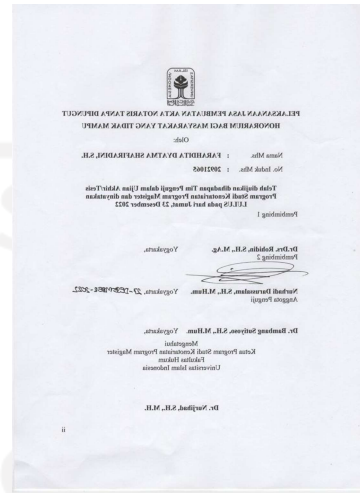 PELAKSANAAN JASA PEMBUATAN AKTA NOTARIS TANPA DIPUNGUT
HONORARIUM BAGI MASYARAKAT YANG TIDAK MAMPU
Oleh:
Nama Mhs. : FARAHDITA DYATMA SHAFIRADINI, S.H.
No. Induk Mhs. : 20921065
Telah diujikan dihadapan Tim Penguji dalam Ujian Akhir/Tesis
Program Studi Kenotariatan Program Magister dan dinyatakan
LULUS pada hari Jumat, 23 Desember 2022
Pembimbing 1
Dr.Drs. Rohidin, S.H., M.Ag. Yogyakarta,
Pembimbing 2
Nurhadi Darussalam, S.H., M.Hum. Yogyakarta, 27-DESEMBER-2022
Anggota Penguji
Dr. Bambang Sutiyoso, S.H., M.Hum. Yogyakarta,
Mengetahui
Ketua Program Studi Kenotariatan Program Magister
Fakultas Hukum
Universitas Islam Indonesia
Dr. Nurjihad, S.H., M.H.
ii